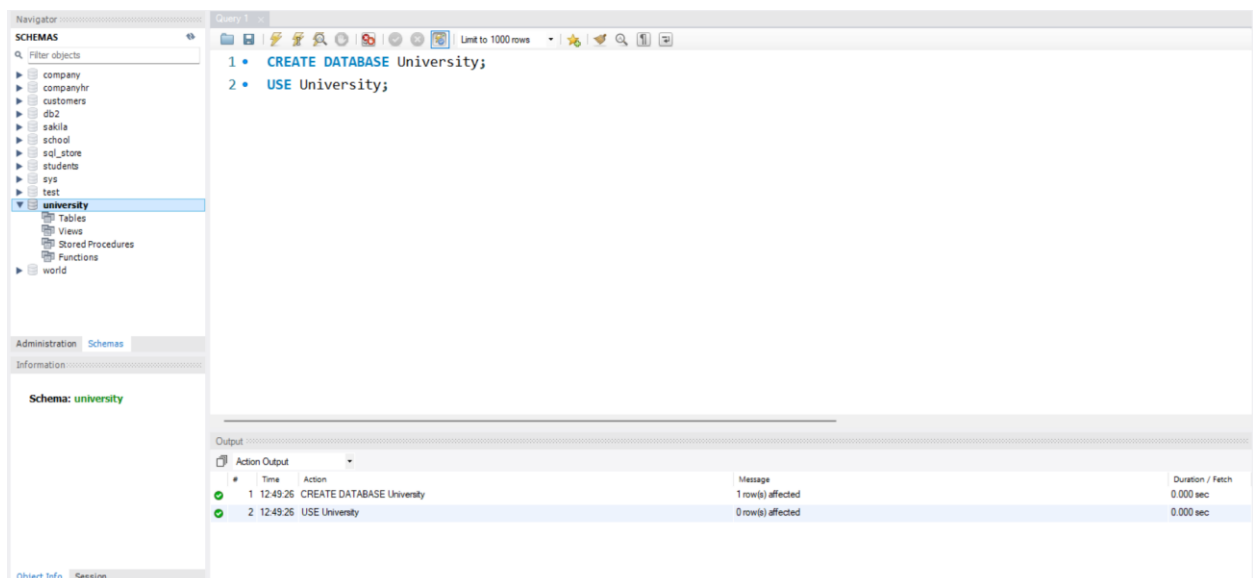 Navigator
SCHEMAS
Filter objects
company
companyhr
customers
db2
sakila
school
sql_store
students
sys
test
university
Tables
Views
Stored Procedures
Functions
world
Administration Schemas
Information
Schema: university
Object Info Session
Query 1 ×
Limit to 1000 rows
1 CREATE DATABASE University;
2 USE University;
Output
Action Output
# Time Action Message Duration / Fetch
1 12:49:26 CREATE DATABASE University 1 row(s) affected 0.000 sec
2 12:49:26 USE University 0 row(s) affected 0.000 sec